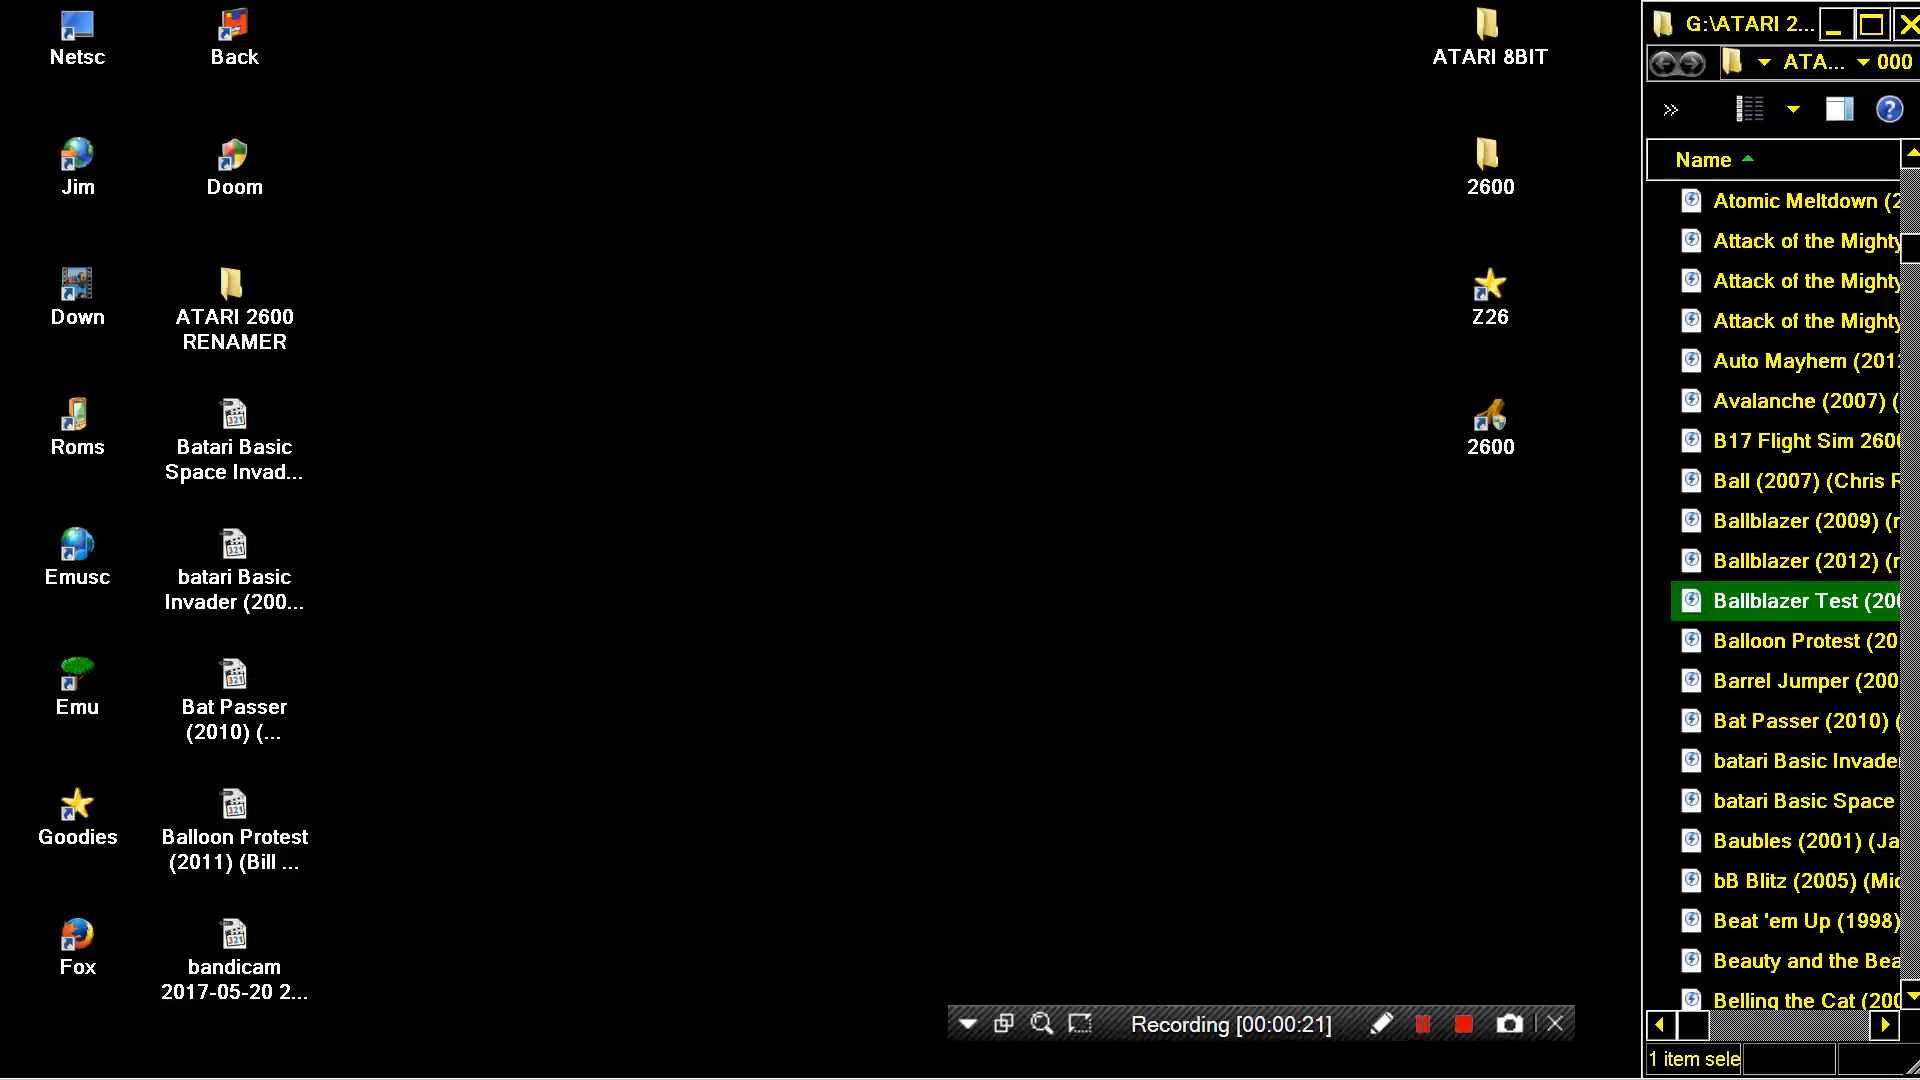 Netsc
Back
Jim
Doom
Down
ATARI 2600
RENAMER
Roms
Batari Basic
Space Invad...
Emusc
batari Basic
Invader (200...
Emu
Bat Passer
(2010) (...
Goodies
Balloon Protest
(2011) (Bill ...
Fox
bandicam
2017-05-20 2...
ATARI 8BIT
2600
Z26
2600
Recording [00:00:21]
G:\ATARI 2...
ATA... 000
Name
Atomic Meltdown (2
Attack of the Mighty
Attack of the Mighty
Attack of the Mighty
Auto Mayhem (201
Avalanche (2007) (
B17 Flight Sim 260
Ball (2007) (Chris
Ballblazer (2009) (
Ballblazer (2012) (
Ballblazer Test (20
Balloon Protest (20
Barrel Jumper (200
Bat Passer (2010) (
batari Basic Invade
batari Basic Space
Baubles (2001) (Ja
bB Blitz (2005) (Mic
Beat 'em Up (1998)
Beauty and the Bea
Belling the Cat (200
1 item sele